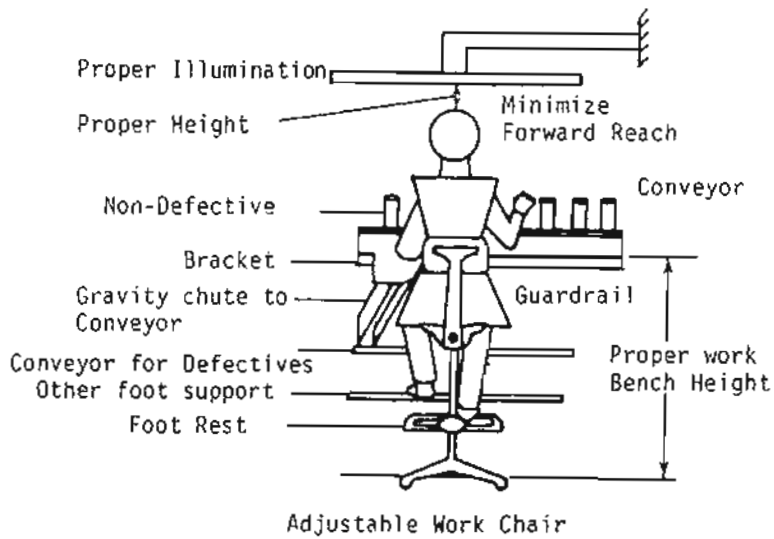 Proper Illumination
Proper Height
Minimize
Forward Reach
Conveyor
Non-Defective
Bracket
Gravity chute to
Conveyor
Guardrail
Conveyor for Defectives
Other foot support
Foot Rest
Proper work
Bench Height
Adjustable Work Chair